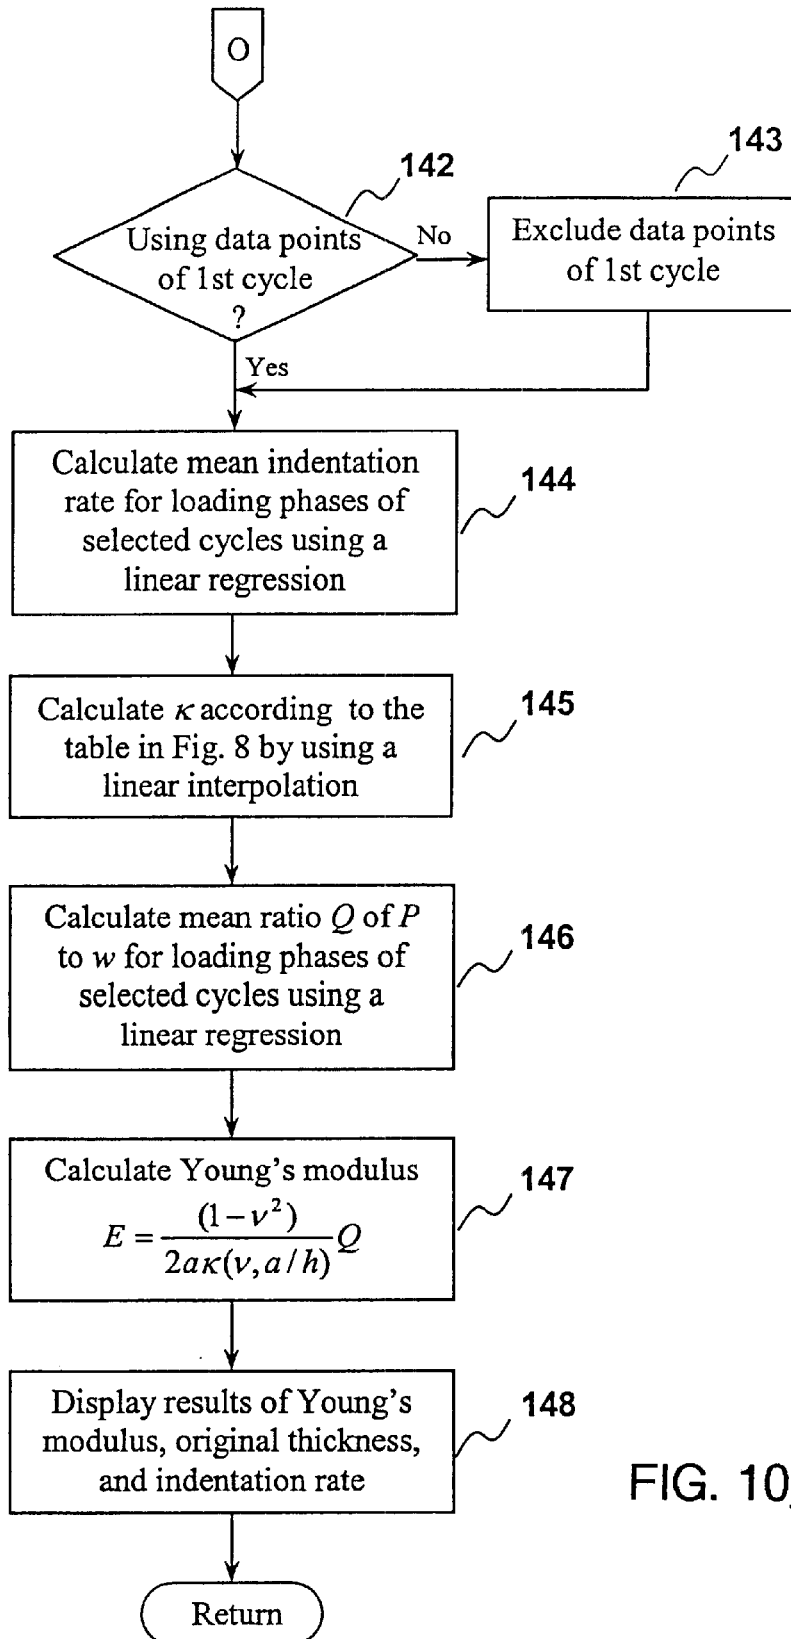 O
142
143
Using data points
of 1st cycle
?
No
Exclude data points
of 1st cycle
Yes
Calculate mean indentation
rate for loading phases of
selected cycles using a
linear regression
144
Calculate κ according to the
table in Fig. 8 by using a
linear interpolation
145
Calculate mean ratio Q of P
to w for loading phases of
selected cycles using a
linear regression
146
Calculate Young's modulus
E = (1-ν²) / 2aκ(ν, a/h) Q
147
Display results of Young's
modulus, original thickness,
and indentation rate
148
FIG. 10
Return